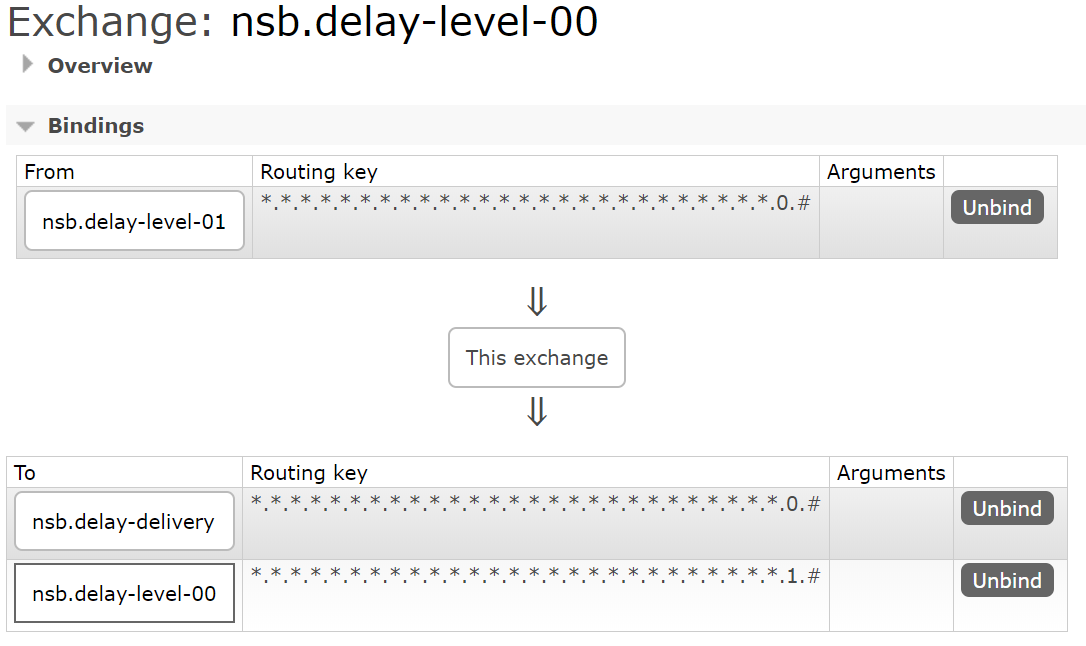 Exchange: nsb.delay-level-00
Overview
Bindings
From Routing key Arguments
nsb.delay-level-01 *.*.*.*.*.*.*.*.*.*.*.*.*.*.*.*.*.*.*.*.*.*.*.*.*.*.0.# Unbind
⇓
This exchange
⇓
To Routing key Arguments
nsb.delay-delivery *.*.*.*.*.*.*.*.*.*.*.*.*.*.*.*.*.*.*.*.*.*.*.*.*.*.*.0.# Unbind
nsb.delay-level-00 *.*.*.*.*.*.*.*.*.*.*.*.*.*.*.*.*.*.*.*.*.*.*.*.*.*.*.1.# Unbind